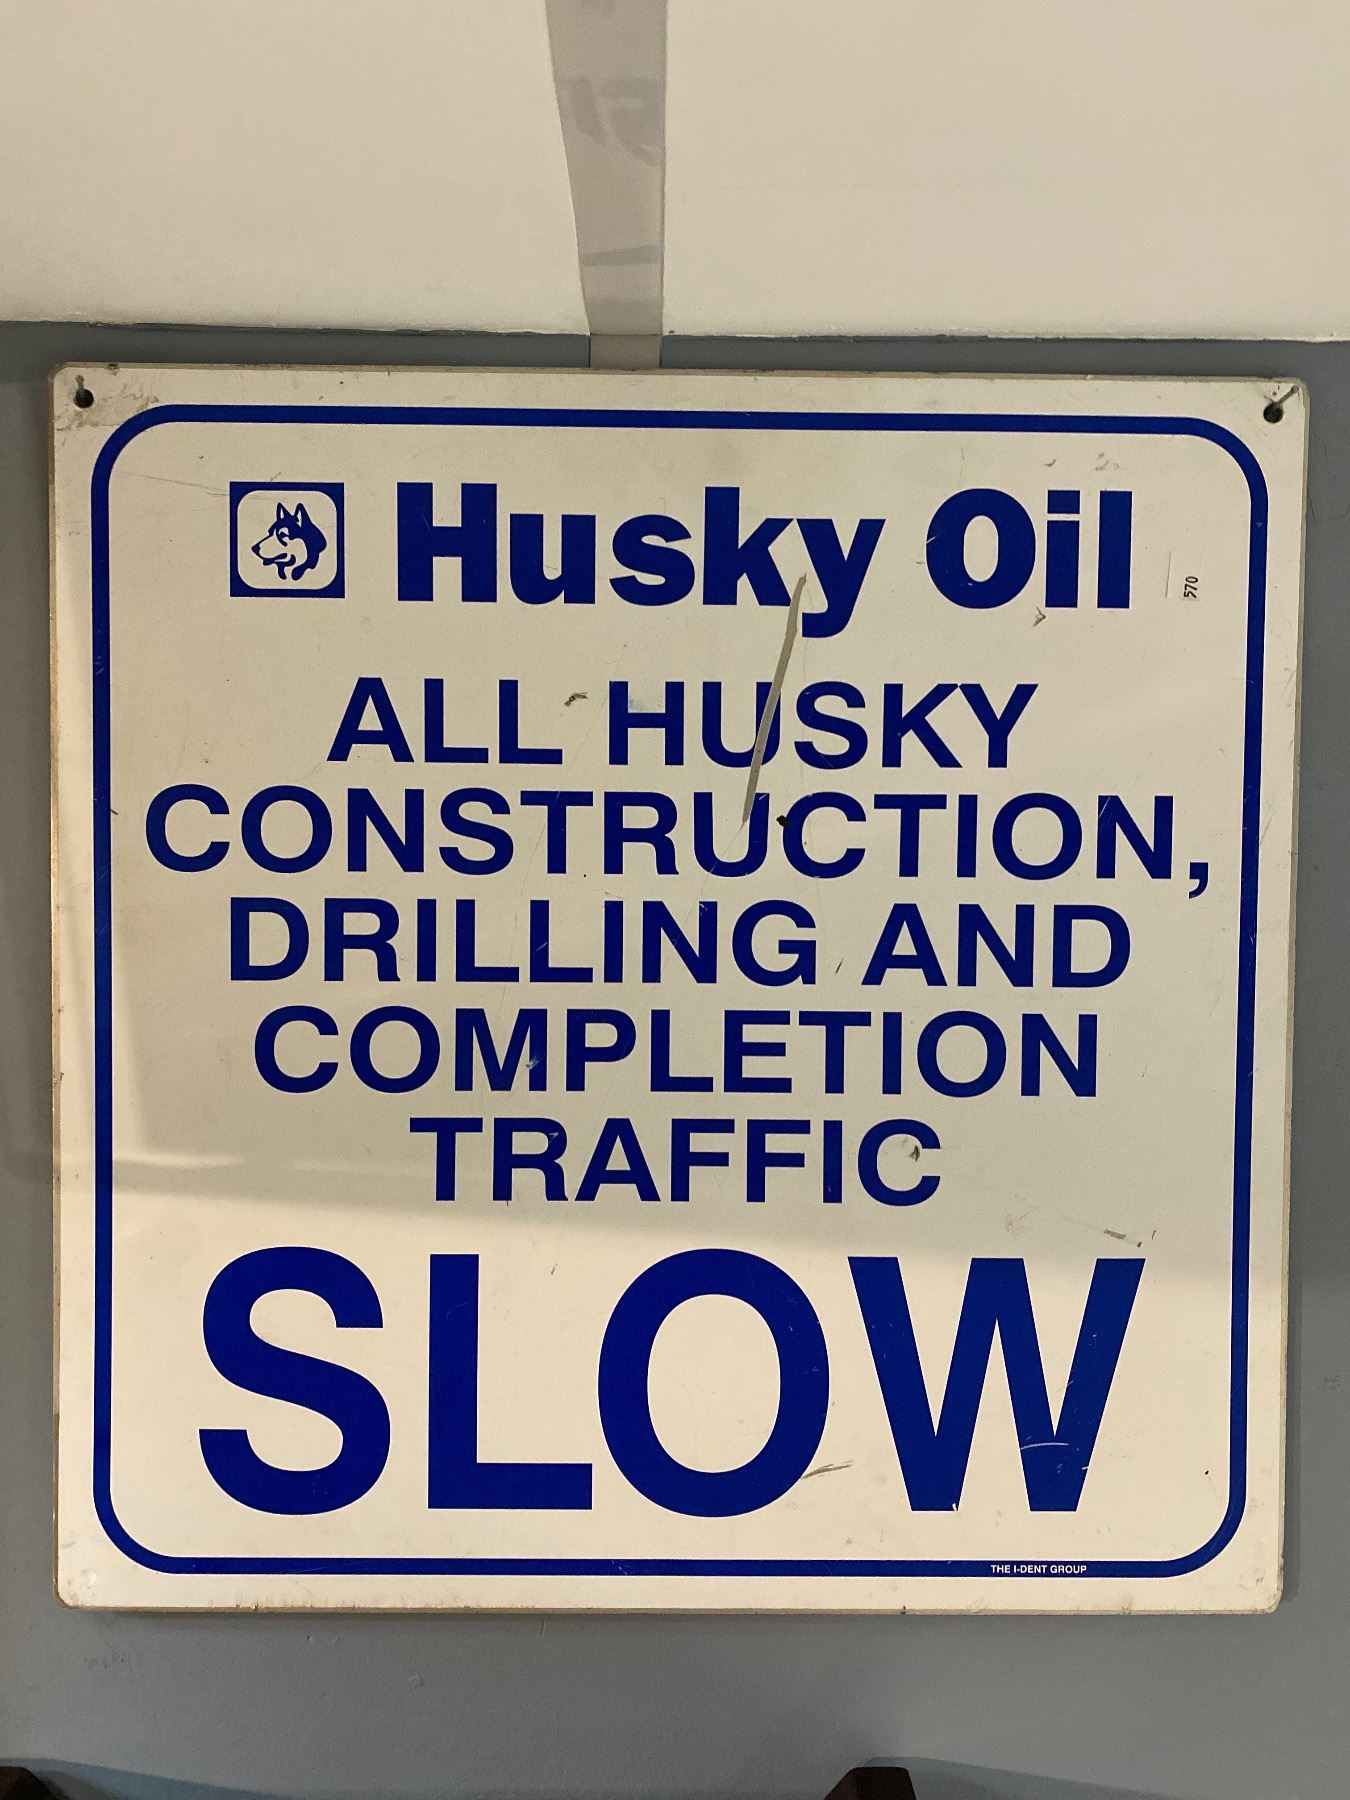 Husky Oil
570
ALL HUSKY
CONSTRUCTION,
DRILLING AND
COMPLETION
TRAFFIC
SLOW
THE I-DENT GROUP